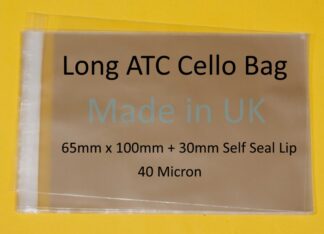 Long ATC Cello Bag
Made in UK
65mm x 100mm + 30mm Self Seal Lip
40 Micron